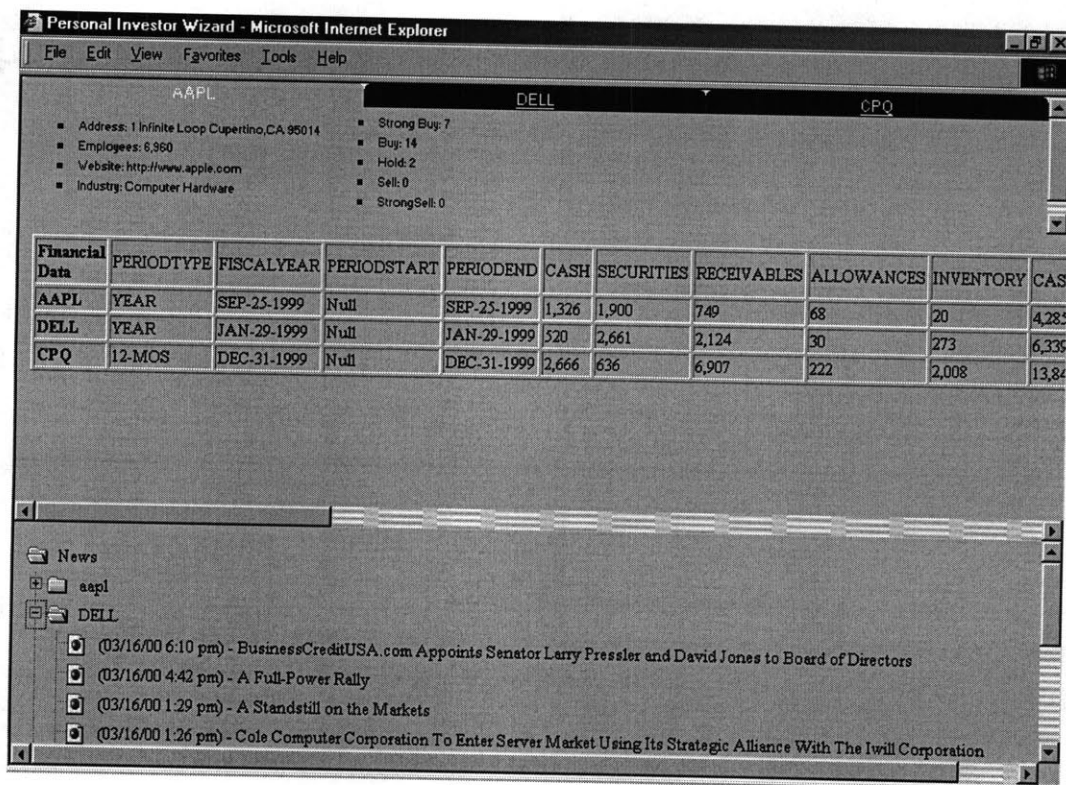 Personal Investor Wizard - Microsoft Internet Explorer
File Edit View Favorites Tools Help
AAPL DELL CPQ
Address: 1 Infinite Loop Cupertino,CA 95014
Employees: 6,960
Website: http://www.apple.com
Industry: Computer Hardware
Strong Buy: 7
Buy: 14
Hold: 2
Sell: 0
StrongSell: 0
Financial Data PERIODTYPE FISCALYEAR PERIODSTART PERIODEND CASH SECURITIES RECEIVABLES ALLOWANCES INVENTORY CAS
AAPL YEAR SEP-25-1999 Null SEP-25-1999 1,326 1,900 749 68 20 4,285
DELL YEAR JAN-29-1999 Null JAN-29-1999 520 2,661 2,124 30 273 6,339
CPQ 12-MOS DEC-31-1999 Null DEC-31-1999 2,666 636 6,907 222 2,008 13,84
News
aapl
DELL
(03/16/00 6:10 pm) - BusinessCreditUSA.com Appoints Senator Larry Pressler and David Jones to Board of Directors
(03/16/00 4:42 pm) - A Full-Power Rally
(03/16/00 1:29 pm) - A Standstill on the Markets
(03/16/00 1:26 pm) - Cole Computer Corporation To Enter Server Market Using Its Strategic Alliance With The Iwill Corporation